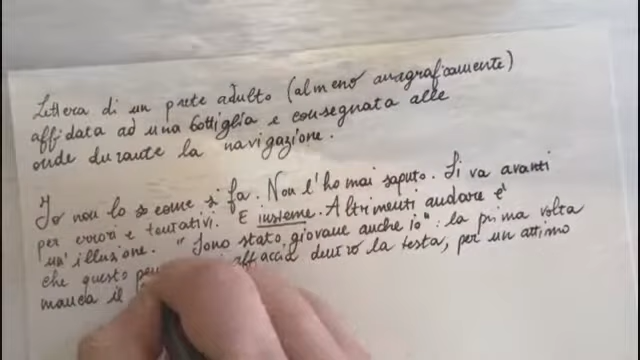 Lettera di un prete adulto (almeno anagraficamente)
affidata ad una bottiglia e consegnata alle
onde durante la navigazione.
Io non lo so come si fa. Non l'ho mai saputo. Si va avanti
per errori e tentativi. E insieme. Altrimenti andare è
un'illusione. "Sono stato giovane anche io": la prima volta
che questo affaccia dentro la testa, per un attimo
manca il